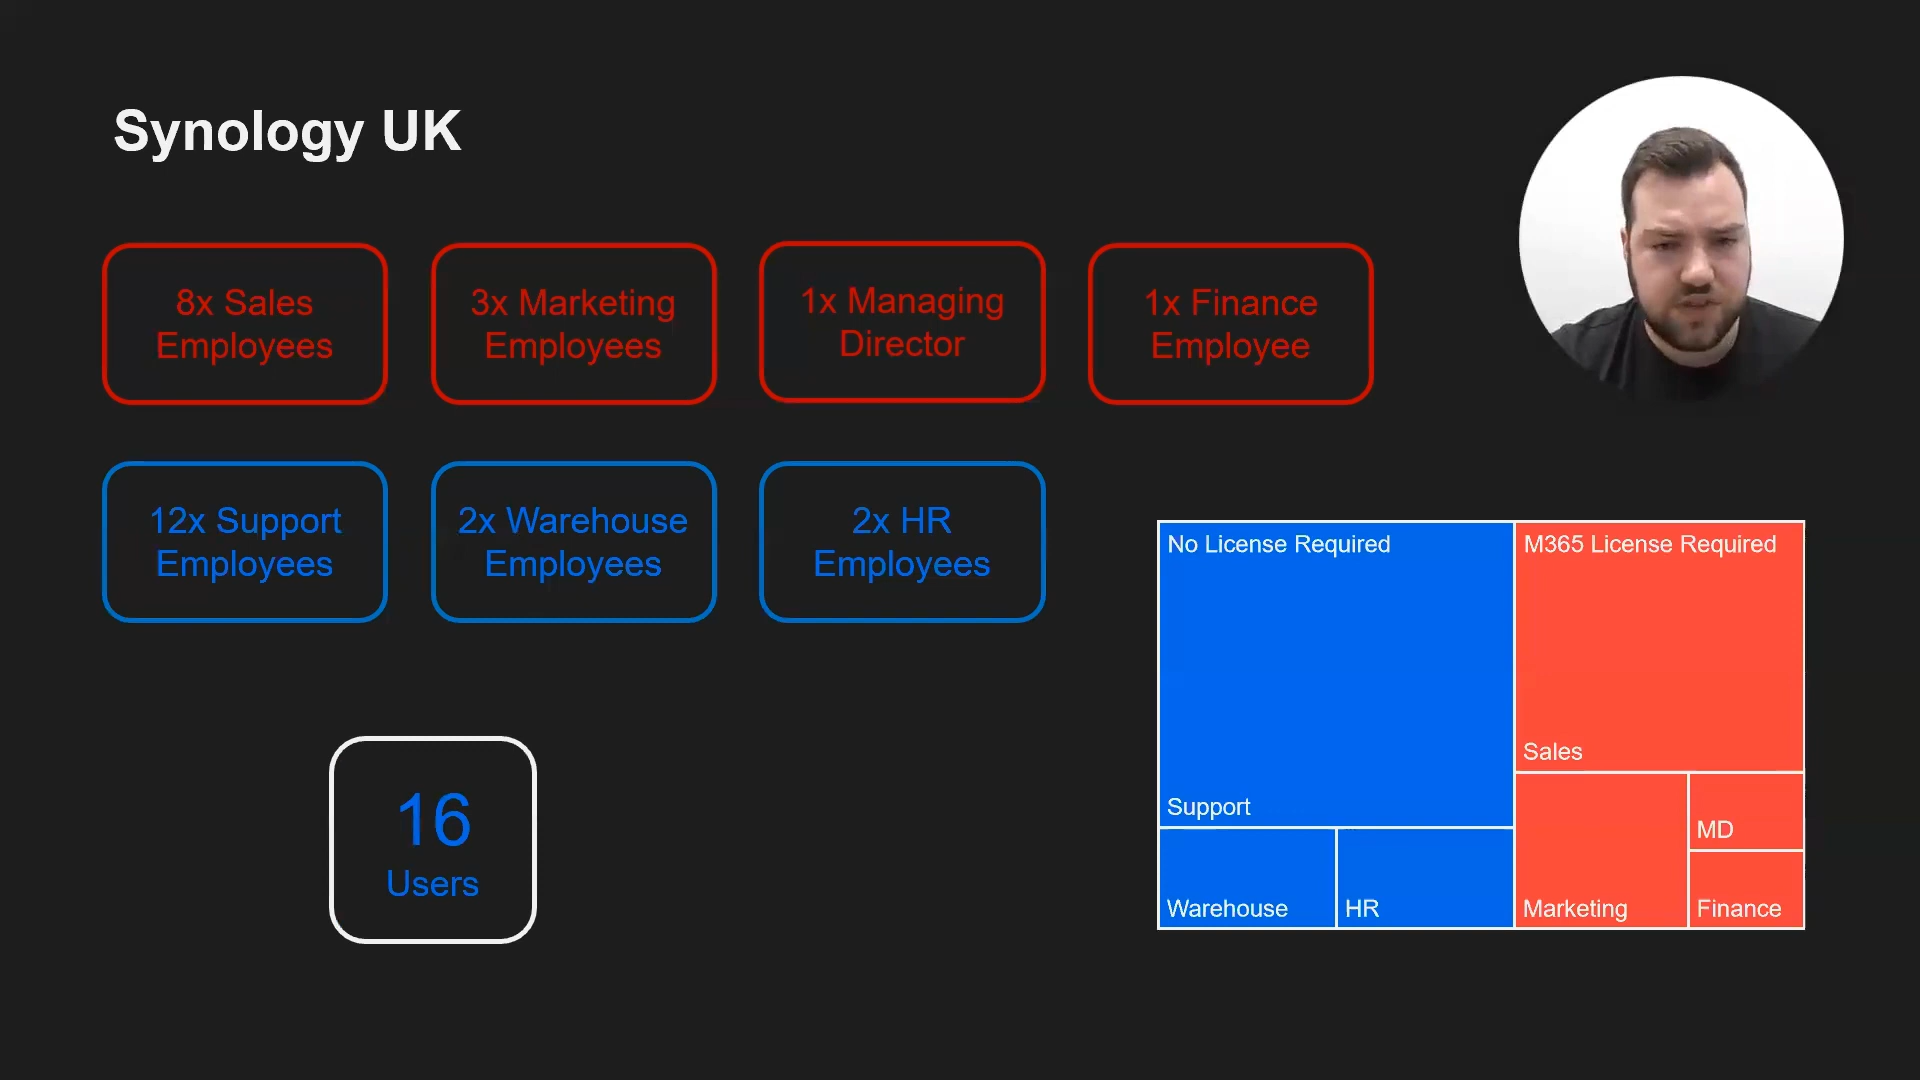 Synology UK
8x Sales
Employees
3x Marketing
Employees
1x Managing
Director
1x Finance
Employee
12x Support
Employees
2x Warehouse
Employees
2x HR
Employees
16
Users
No License Required
Support
Warehouse
HR
M365 License Required
Sales
Marketing
MD
Finance